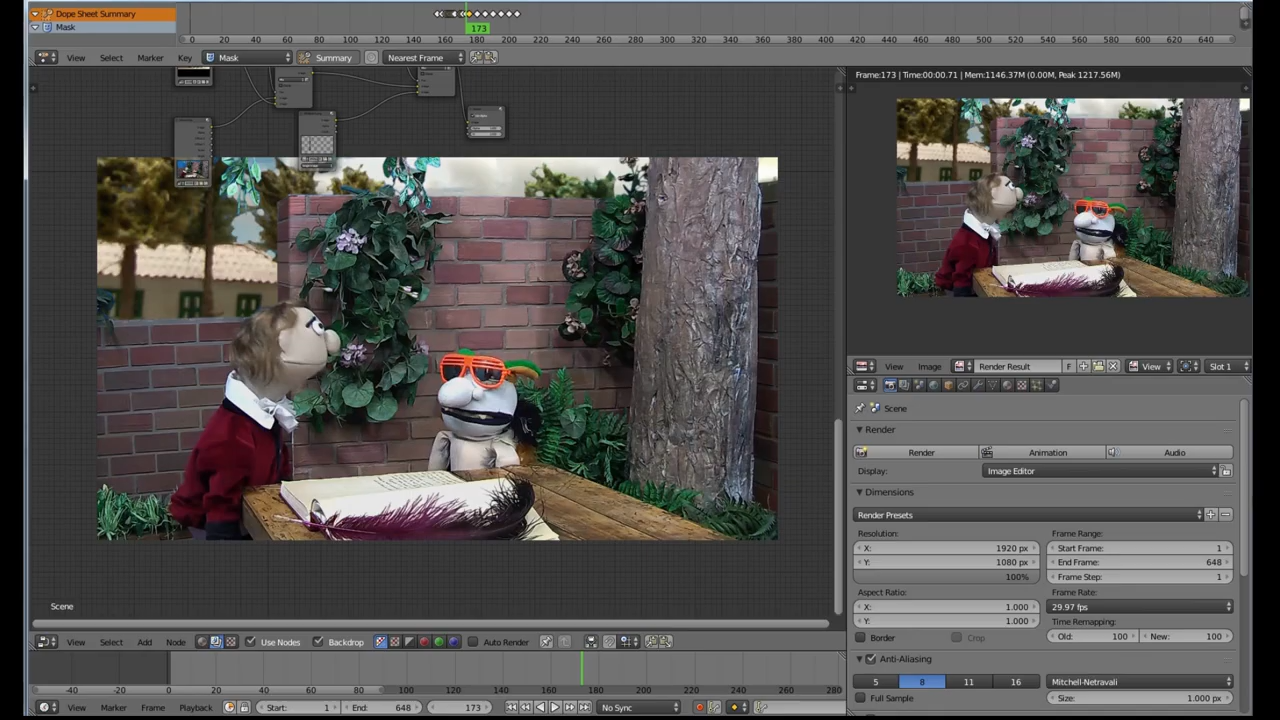 Dope Sheet Summary
Mask
173
0 20 40 60 80 100 120 140 160 180 200 220 240 260 280 300 320 340 360 380 400 420 440 460 480 500 520 540 560 580 600 620 640
View Select Marker Key Mask Summary Nearest Frame
Frame:173 | Time:00:00.71 | Mem:1146.37M (0.00M, Peak 1217.56M)
View Image Render Result F View Slot 1
Scene
Render
Render Animation Audio
Display: Image Editor
Dimensions
Render Presets
Resolution: Frame Range:
X: 1920 px Start Frame: 1
Y: 1080 px End Frame: 648
100% Frame Step: 1
Aspect Ratio: Frame Rate:
X: 1.000 29.97 fps
Y: 1.000 Time Remapping:
Border Crop Old: 100 New: 100
Anti-Aliasing
5 8 11 16 Mitchell-Netravali
Full Sample Size: 1.000 px
Scene
View Select Add Node Use Nodes Backdrop Auto Render
-40 -20 0 20 40 60 80 100 120 140 160 180 200 220 240 260 280
View Marker Frame Playback Start: 1 End: 648 173 No Sync